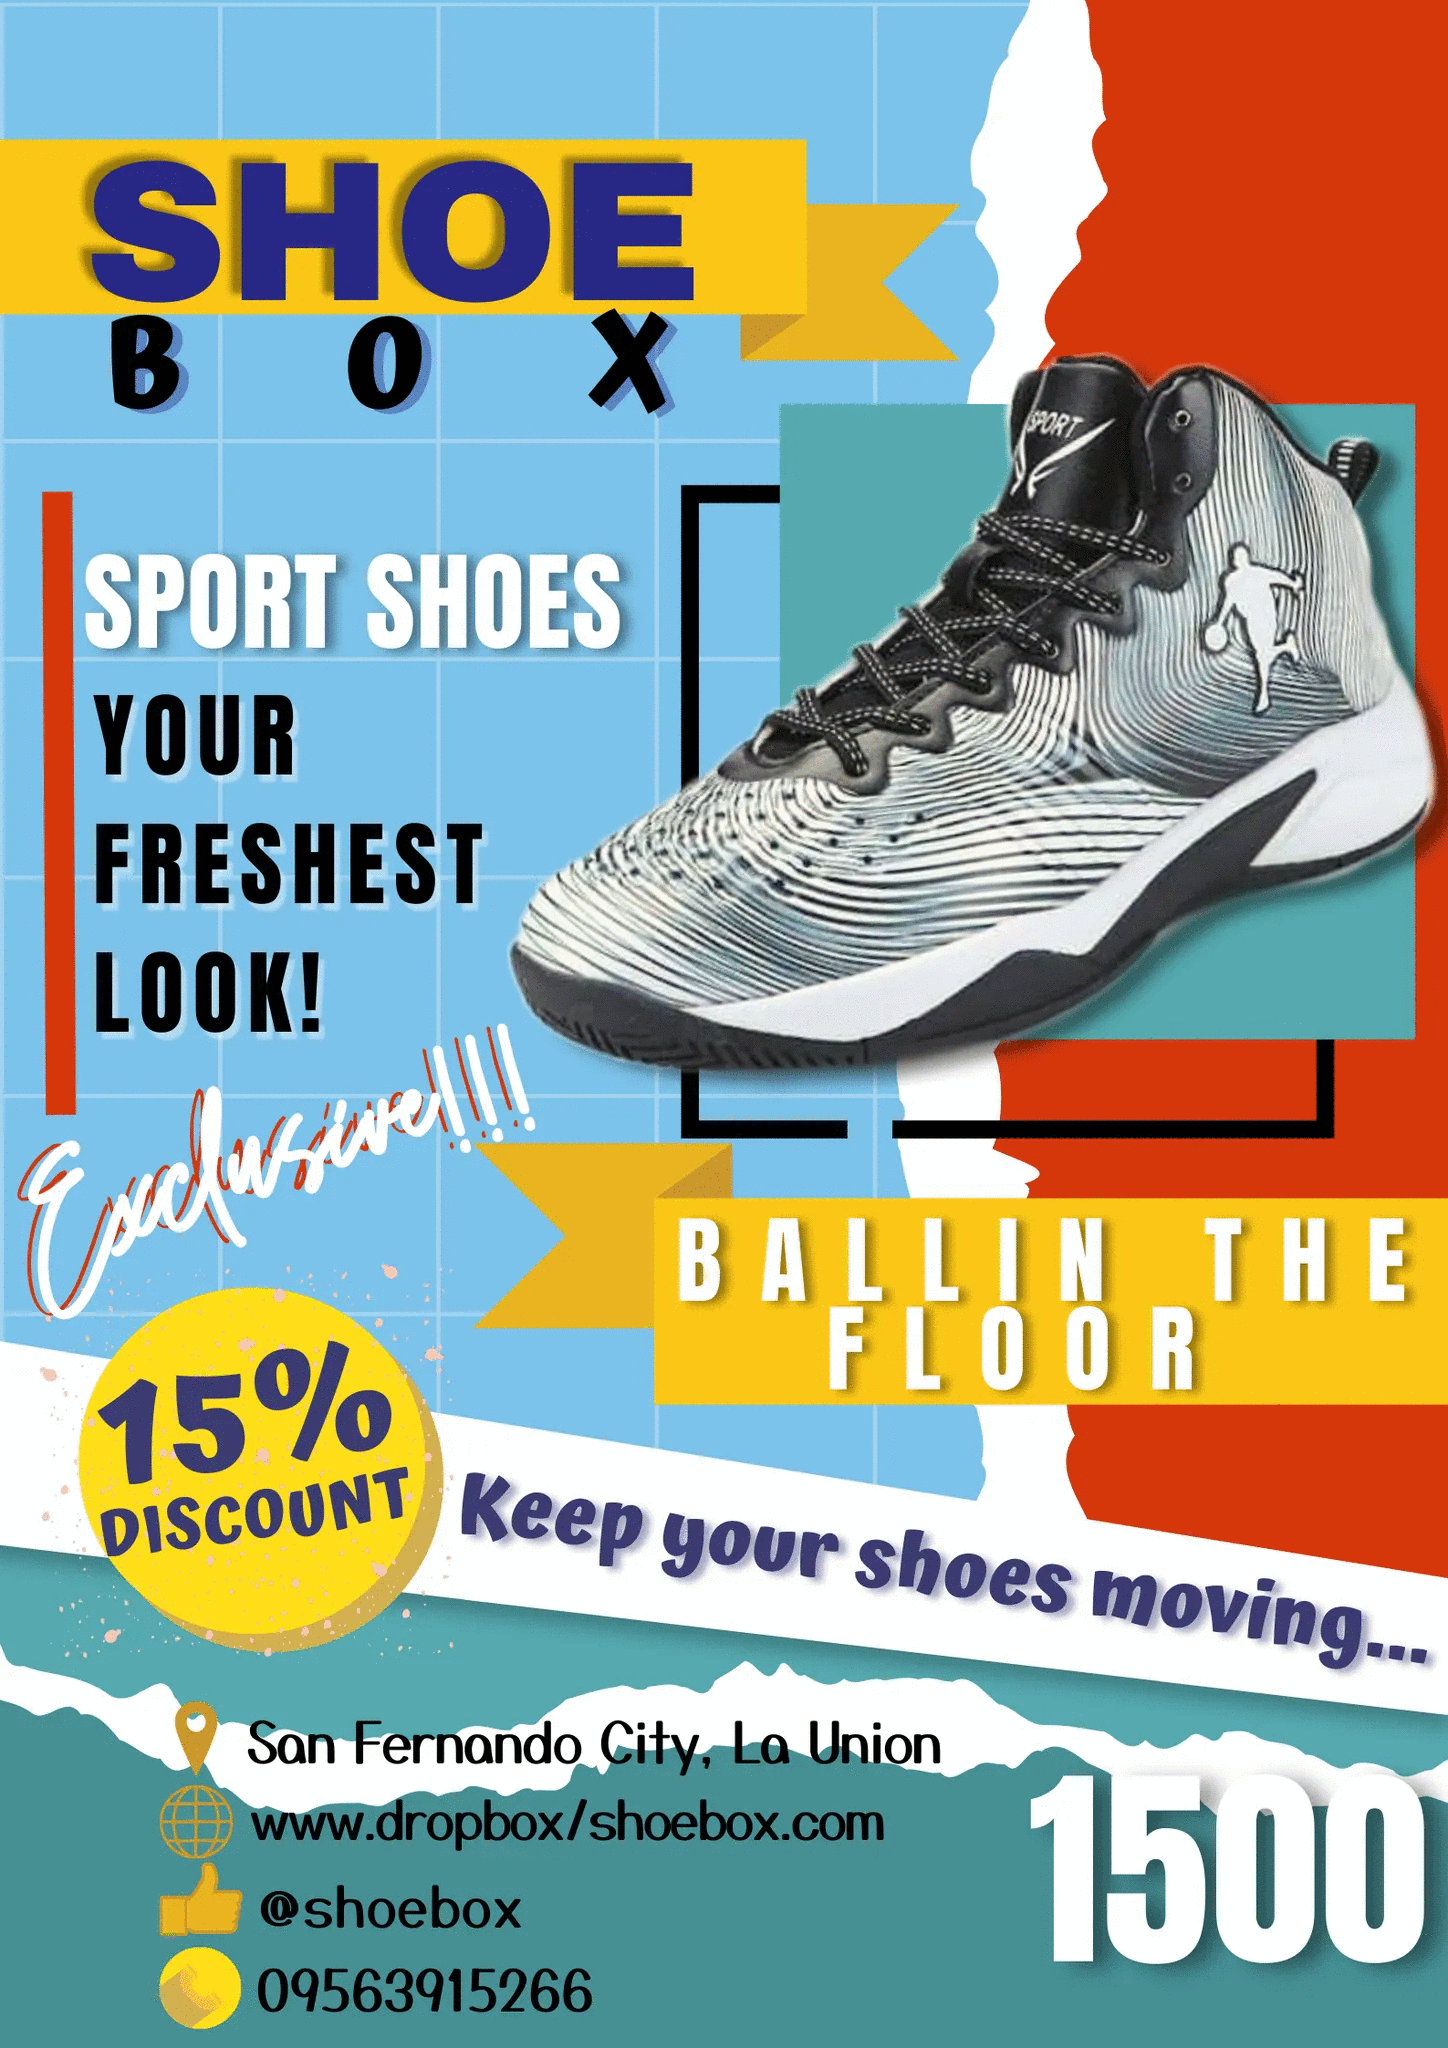 SHOE
BOX
SPORT
SPORT SHOES
YOUR
FRESHEST
LOOK!
Exclusive!!!!
BALLIN THE
FLOOR
15%
DISCOUNT
Keep your shoes moving...
San Fernando City, La Union
www.dropbox/shoebox.com
@shoebox
09563915266
1500